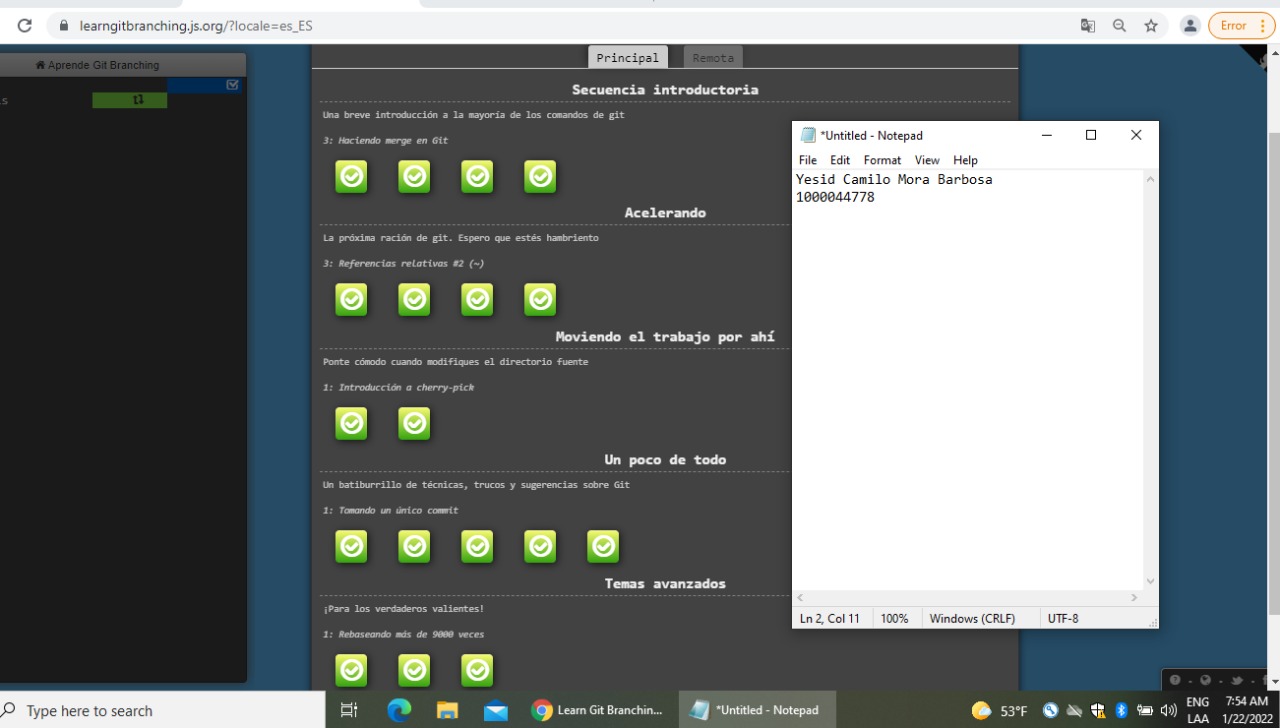 learngitbranching.js.org/?locale=es_ES
Error
Aprende Git Branching
Principal
Remota
Secuencia introductoria
Una breve introducción a la mayoría de los comandos de git
3: Haciendo merge en Git
Acelerando
La próxima ración de git. Espero que estés hambriento
3: Referencias relativas #2 (~)
Moviendo el trabajo por ahí
Ponte cómodo cuando modifiques el directorio fuente
1: Introducción a cherry-pick
Un poco de todo
Un batiburrillo de técnicas, trucos y sugerencias sobre Git
1: Tomando un único commit
Temas avanzados
¡Para los verdaderos valientes!
1: Rebaseando más de 9000 veces
*Untitled - Notepad
File Edit Format View Help
Yesid Camilo Mora Barbosa
1000044778
Ln 2, Col 11 100% Windows (CRLF) UTF-8
Type here to search
Learn Git Branchin...
*Untitled - Notepad
53°F
ENG
LAA
7:54 AM